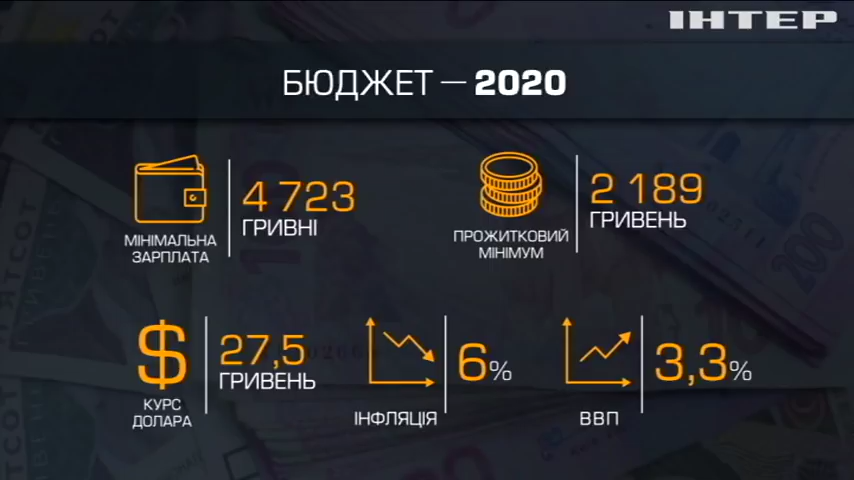 ІНТЕР
БЮДЖЕТ — 2020
4 723
ГРИВНІ
МІНІМАЛЬНА
ЗАРПЛАТА
2 189
ГРИВЕНЬ
ПРОЖИТКОВИЙ
МІНІМУМ
$
27,5
ГРИВЕНЬ
КУРС
ДОЛАРА
6%
ІНФЛЯЦІЯ
3,3%
ВВП
200